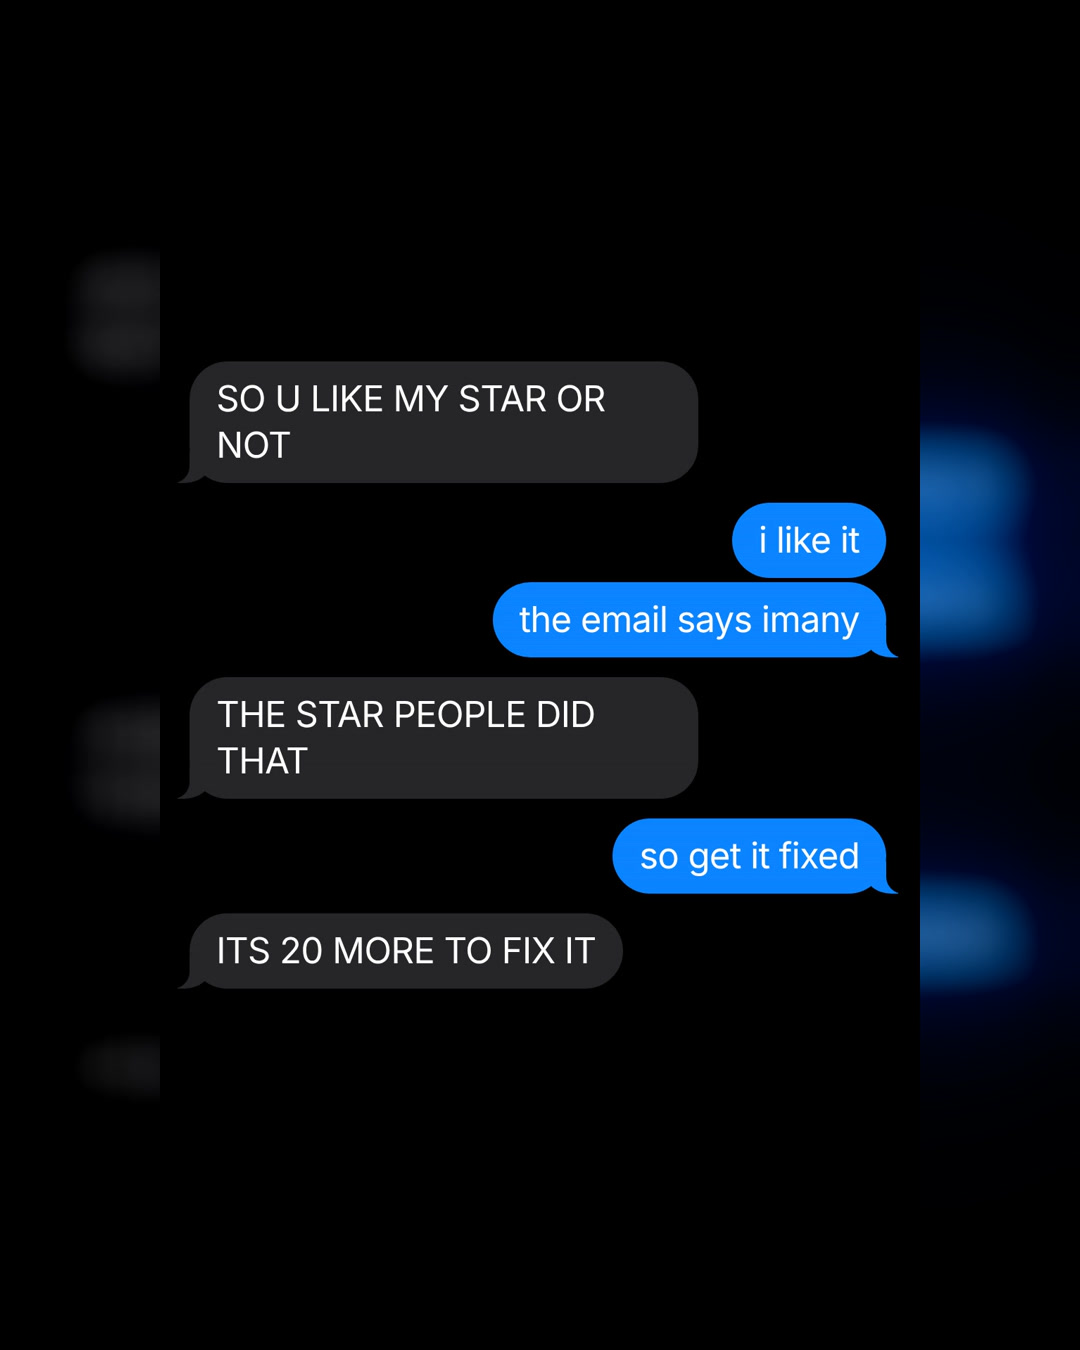 SO U LIKE MY STAR OR
NOT
i like it
the email says imany
THE STAR PEOPLE DID
THAT
so get it fixed
ITS 20 MORE TO FIX IT